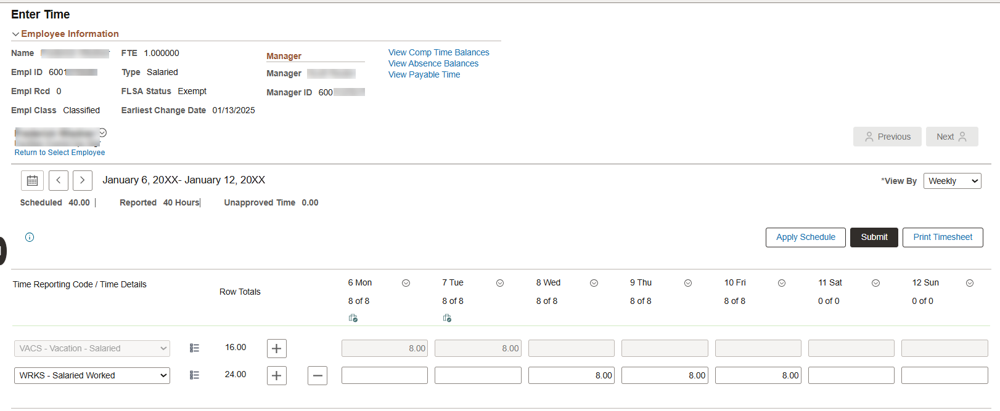 Enter Time
Employee Information
Name FTE 1.000000
Manager
View Comp Time Balances
View Absence Balances
View Payable Time
Empl ID 6001 Type Salaried
Manager
Empl Rcd 0 FLSA Status Exempt
Manager ID 600
Empl Class Classified Earliest Change Date 01/13/2025
Return to Select Employee
Previous Next
January 6, 20XX- January 12, 20XX
*View By Weekly
Scheduled 40.00 | Reported 40 Hours| Unapproved Time 0.00
Apply Schedule Submit Print Timesheet
Time Reporting Code / Time Details Row Totals 6 Mon 7 Tue 8 Wed 9 Thu 10 Fri 11 Sat 12 Sun
8 of 8 8 of 8 8 of 8 8 of 8 8 of 8 0 of 0 0 of 0
VACS - Vacation - Salaried 16.00 8.00 8.00
WRKS - Salaried Worked 24.00 8.00 8.00 8.00